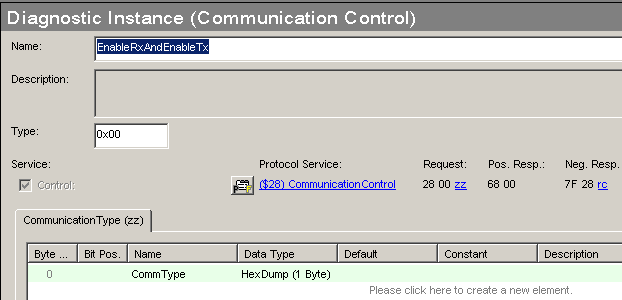 Diagnostic Instance (Communication Control)
Name: EnableRxAndEnableTx
Description:
Type: 0x00
Service: Protocol Service: Request: Pos. Resp.: Neg. Resp.
Control: ($28) CommunicationControl 28 00 zz 68 00 7F 28 rc
CommunicationType (zz)
Byte ... Bit Pos. Name Data Type Default Constant Description
0 CommType HexDump (1 Byte)
Please click here to create a new element.